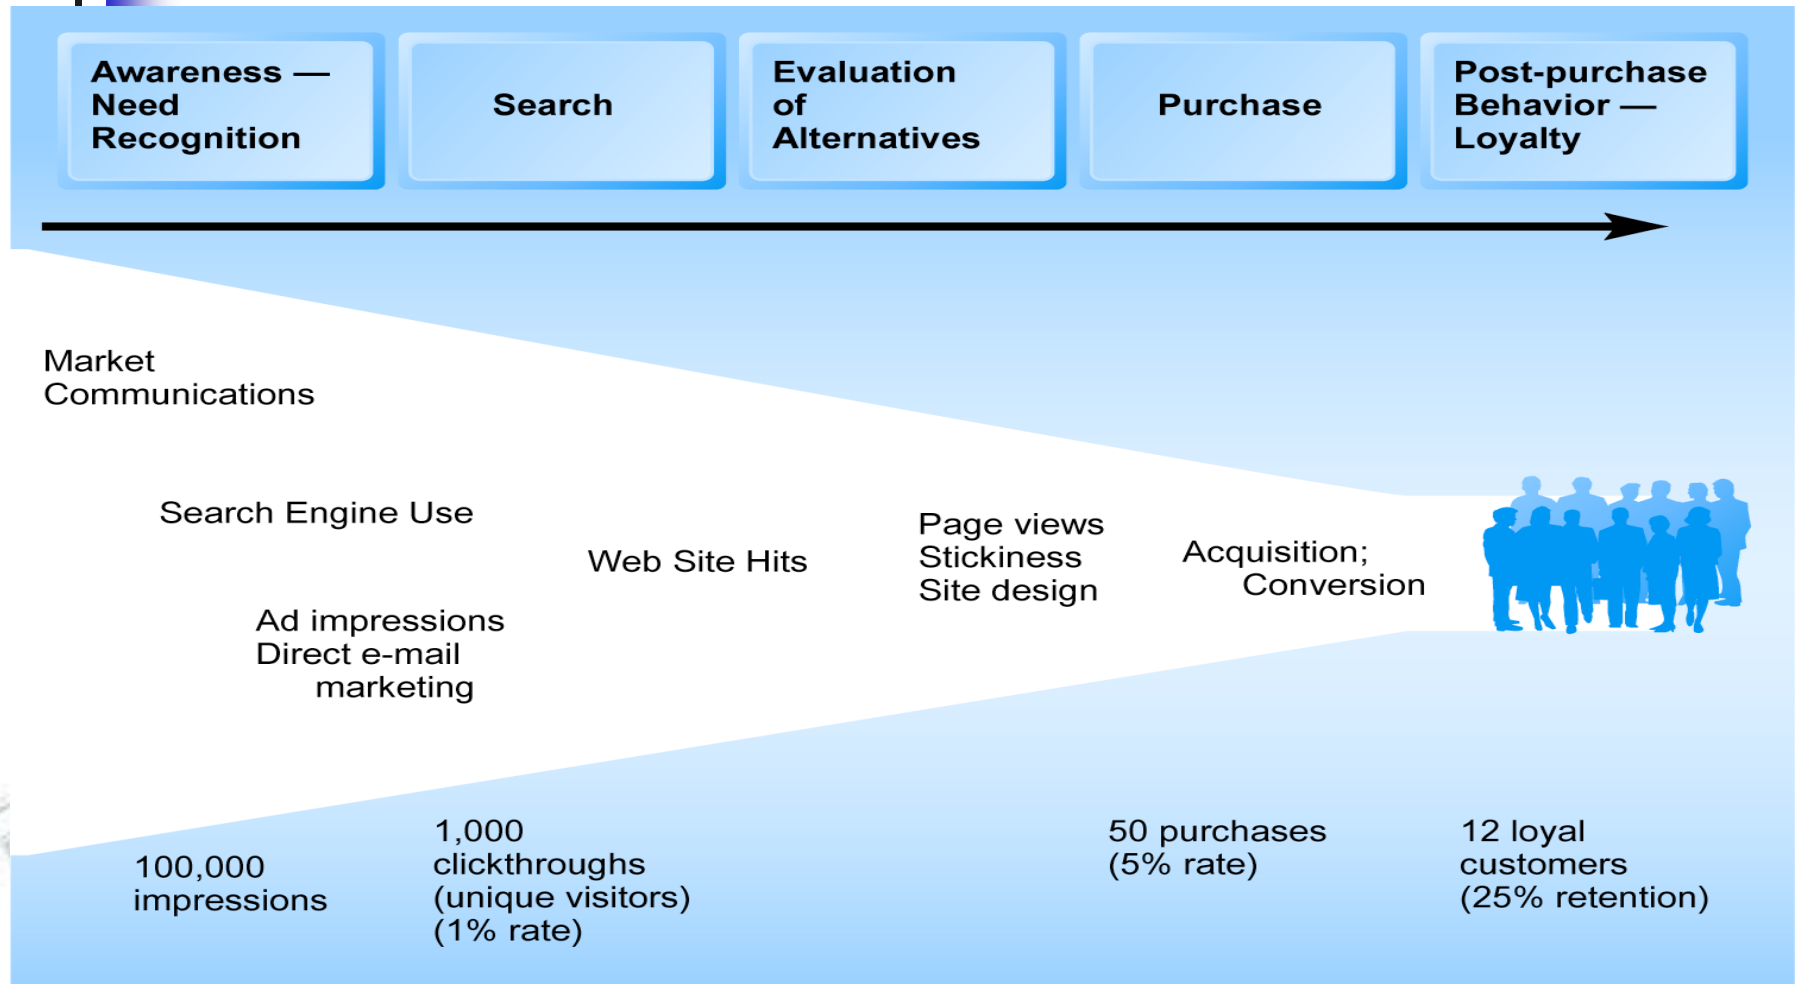 Awareness —
Need
Recognition
Search
Evaluation
of
Alternatives
Purchase
Post-purchase
Behavior —
Loyalty
Market
Communications
Search Engine Use
Ad impressions
Direct e-mail
marketing
Web Site Hits
Page views
Stickiness
Site design
Acquisition;
Conversion
100,000
impressions
1,000
clickthroughs
(unique visitors)
(1% rate)
50 purchases
(5% rate)
12 loyal
customers
(25% retention)